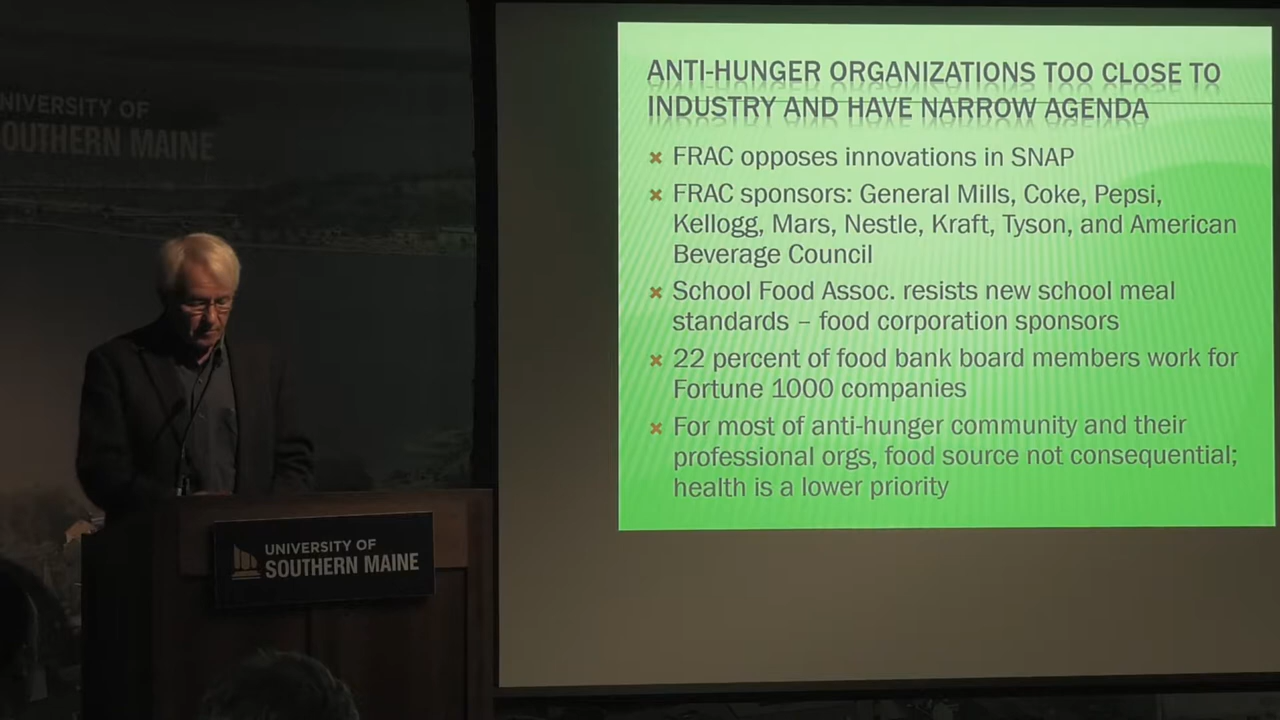 NIVERSITY OF
OUTHERN MAINE
ANTI-HUNGER ORGANIZATIONS TOO CLOSE TO
INDUSTRY AND HAVE NARROW AGENDA
FRAC opposes innovations in SNAP
FRAC sponsors: General Mills, Coke, Pepsi,
Kellogg, Mars, Nestle, Kraft, Tyson, and American
Beverage Council
School Food Assoc. resists new school meal
standards – food corporation sponsors
22 percent of food bank board members work for
Fortune 1000 companies
For most of anti-hunger community and their
professional orgs, food source not consequential;
health is a lower priority
UNIVERSITY OF
SOUTHERN MAINE